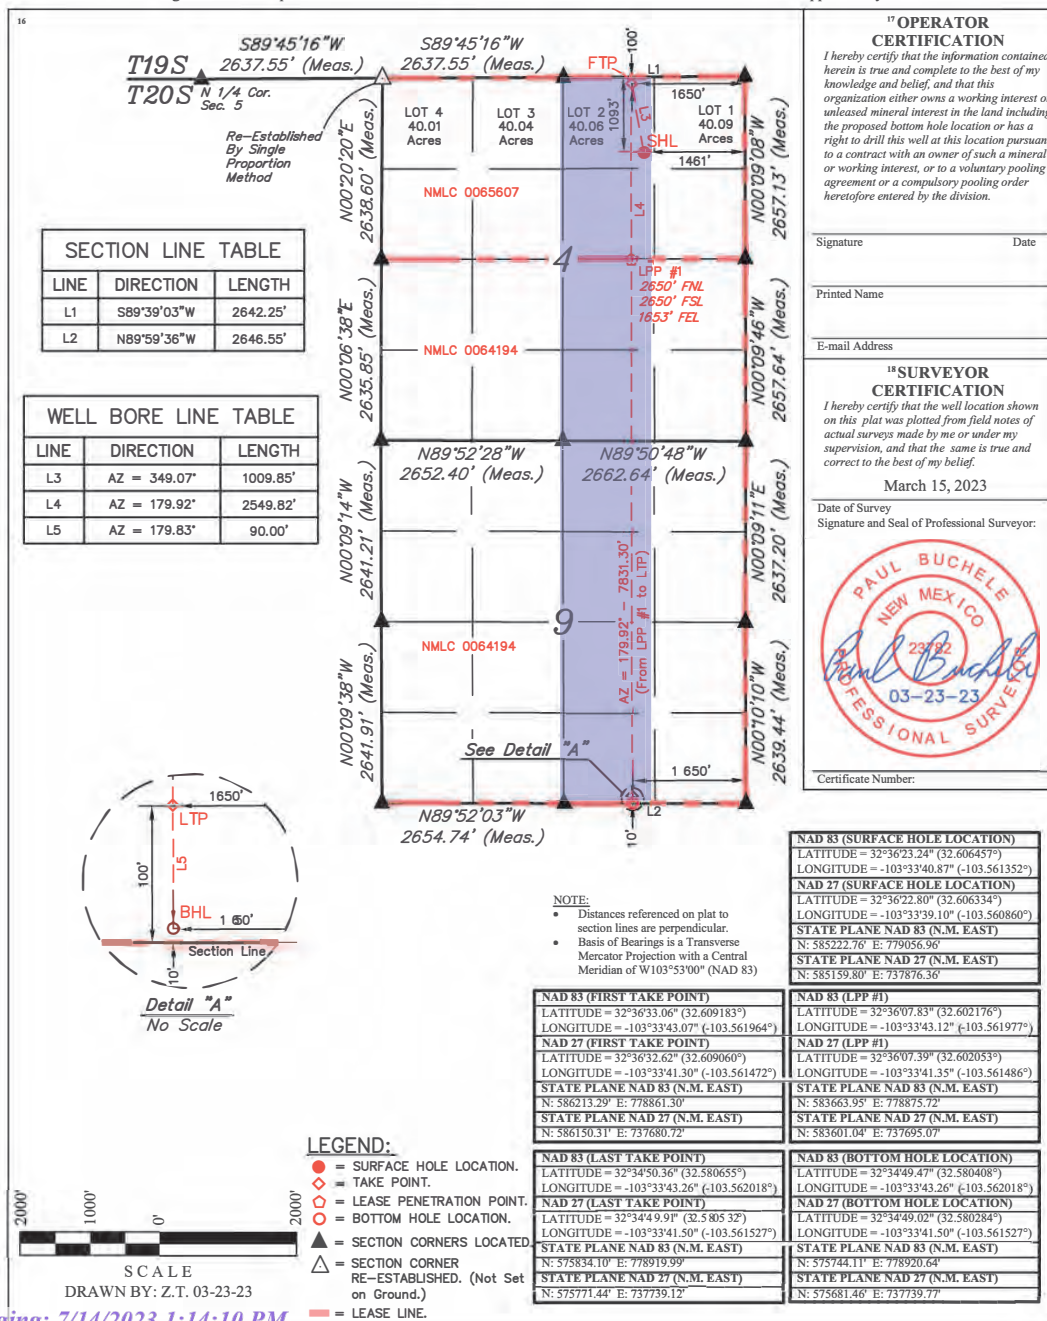 16
S89°45'16"W
2637.55' (Meas.)
S89°45'16"W
2637.55' (Meas.)
T19S
T20S
N 1/4 Cor.
Sec. 5
Re-Established
By Single
Proportion
Method
100'
FTP
L1
1650'
LOT 4
40.01
Acres
LOT 3
40.04
Acres
LOT 2
40.06
Acres
LOT 1
40.09
Arces
1093'
L3
SHL
1461'
N00°20'20"E
2638.60' (Meas.)
N00°09'08"W
2657.13' (Meas.)
NMLC 0065607
L4
4
LPP #1
2650' FNL
2650' FSL
1653' FEL
N00°06'38"E
2635.85' (Meas.)
N00°09'46"W
2657.64' (Meas.)
NMLC 0064194
N89°52'28"W
2652.40' (Meas.)
N89°50'48"W
2662.64' (Meas.)
N00°09'14"W
2641.21' (Meas.)
N00°09'11"E
2637.20' (Meas.)
AZ = 179.92° - 7831.30'
(From LPP #1 to LTP)
9
NMLC 0064194
N00°09'38"W
2641.91' (Meas.)
N00°10'10"W
2639.44' (Meas.)
See Detail "A"
1 650'
L2
10'
N89°52'03"W
2654.74' (Meas.)
SECTION LINE TABLE
LINE DIRECTION LENGTH
L1 S89°39'03"W 2642.25'
L2 N89°59'36"W 2646.55'
WELL BORE LINE TABLE
LINE DIRECTION LENGTH
L3 AZ = 349.07° 1009.85'
L4 AZ = 179.92° 2549.82'
L5 AZ = 179.83° 90.00'
1650'
LTP
100'
L5
BHL
Section Line
10'
Detail "A"
No Scale
17 OPERATOR
CERTIFICATION
I hereby certify that the information contained
herein is true and complete to the best of my
knowledge and belief, and that this
organization either owns a working interest or
unleased mineral interest in the land including
the proposed bottom hole location or has a
right to drill this well at this location pursuant
to a contract with an owner of such a mineral
or working interest, or to a voluntary pooling
agreement or a compulsory pooling order
heretofore entered by the division.
Signature Date
Printed Name
E-mail Address
18 SURVEYOR
CERTIFICATION
I hereby certify that the well location shown
on this plat was plotted from field notes of
actual surveys made by me or under my
supervision, and that the same is true and
correct to the best of my belief.
March 15, 2023
Date of Survey
Signature and Seal of Professional Surveyor:
PAUL BUCHELE
NEW MEXICO
23782
Paul Buchele
03-23-23
PROFESSIONAL SURVEYOR
Certificate Number:
NOTE:
• Distances referenced on plat to
section lines are perpendicular.
• Basis of Bearings is a Transverse
Mercator Projection with a Central
Meridian of W103°53'00" (NAD 83)
NAD 83 (SURFACE HOLE LOCATION)
LATITUDE = 32°36'23.24" (32.606457°)
LONGITUDE = -103°33'40.87" (-103.561352°)
NAD 27 (SURFACE HOLE LOCATION)
LATITUDE = 32°36'22.80" (32.606334°)
LONGITUDE = -103°33'39.10" (-103.560860°)
STATE PLANE NAD 83 (N.M. EAST)
N: 585222.76' E: 779056.96'
STATE PLANE NAD 27 (N.M. EAST)
N: 585159.80' E: 737876.36'
NAD 83 (FIRST TAKE POINT)
LATITUDE = 32°36'33.06" (32.609183°)
LONGITUDE = -103°33'43.07" (-103.561964°)
NAD 27 (FIRST TAKE POINT)
LATITUDE = 32°36'32.62" (32.609060°)
LONGITUDE = -103°33'41.30" (-103.561472°)
STATE PLANE NAD 83 (N.M. EAST)
N: 586213.29' E: 778861.30'
STATE PLANE NAD 27 (N.M. EAST)
N: 586150.31' E: 737680.72'
NAD 83 (LPP #1)
LATITUDE = 32°36'07.83" (32.602176°)
LONGITUDE = -103°33'43.12" (-103.561977°)
NAD 27 (LPP #1)
LATITUDE = 32°36'07.39" (32.602053°)
LONGITUDE = -103°33'41.35" (-103.561486°)
STATE PLANE NAD 83 (N.M. EAST)
N: 583663.95' E: 778875.72'
STATE PLANE NAD 27 (N.M. EAST)
N: 583601.04' E: 737695.07'
NAD 83 (LAST TAKE POINT)
LATITUDE = 32°34'50.36" (32.580655°)
LONGITUDE = -103°33'43.26" (-103.562018°)
NAD 27 (LAST TAKE POINT)
LATITUDE = 32°34'49.91" (32.580532°)
LONGITUDE = -103°33'41.50" (-103.561527°)
STATE PLANE NAD 83 (N.M. EAST)
N: 575834.10' E: 778919.99'
STATE PLANE NAD 27 (N.M. EAST)
N: 575771.44' E: 737739.12'
NAD 83 (BOTTOM HOLE LOCATION)
LATITUDE = 32°34'49.47" (32.580408°)
LONGITUDE = -103°33'43.26" (-103.562018°)
NAD 27 (BOTTOM HOLE LOCATION)
LATITUDE = 32°34'49.02" (32.580284°)
LONGITUDE = -103°33'41.50" (-103.561527°)
STATE PLANE NAD 83 (N.M. EAST)
N: 575744.11' E: 778920.64'
STATE PLANE NAD 27 (N.M. EAST)
N: 575681.46' E: 737739.77'
LEGEND:
= SURFACE HOLE LOCATION.
= TAKE POINT.
= LEASE PENETRATION POINT.
= BOTTOM HOLE LOCATION.
= SECTION CORNERS LOCATED.
= SECTION CORNER
RE-ESTABLISHED. (Not Set
on Ground.)
= LEASE LINE.
2000' 1000' 0' 2000'
SCALE
DRAWN BY: Z.T. 03-23-23
ging: 7/14/2023 1:14:10 PM